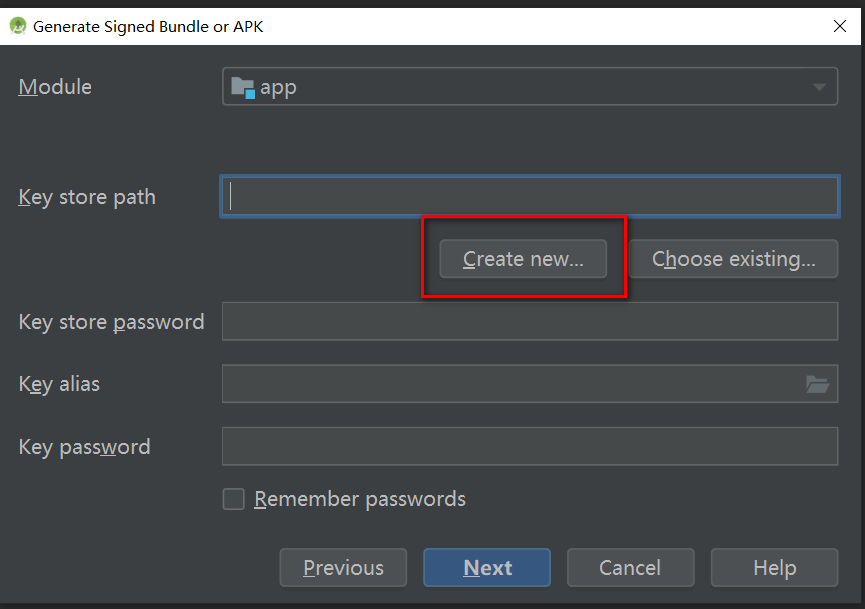 Generate Signed Bundle or APK
Module
app
Key store path
Create new...
Choose existing...
Key store password
Key alias
Key password
Remember passwords
Previous
Next
Cancel
Help